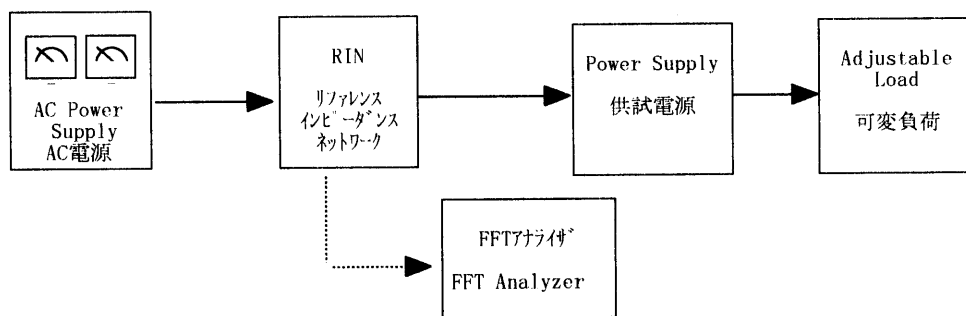 AC Power
Supply
AC電源
RIN
リファレンス
インピーダンス
ネットワーク
Power Supply
供試電源
Adjustable
Load
可変負荷
FFTアナライザ
FFT Analyzer